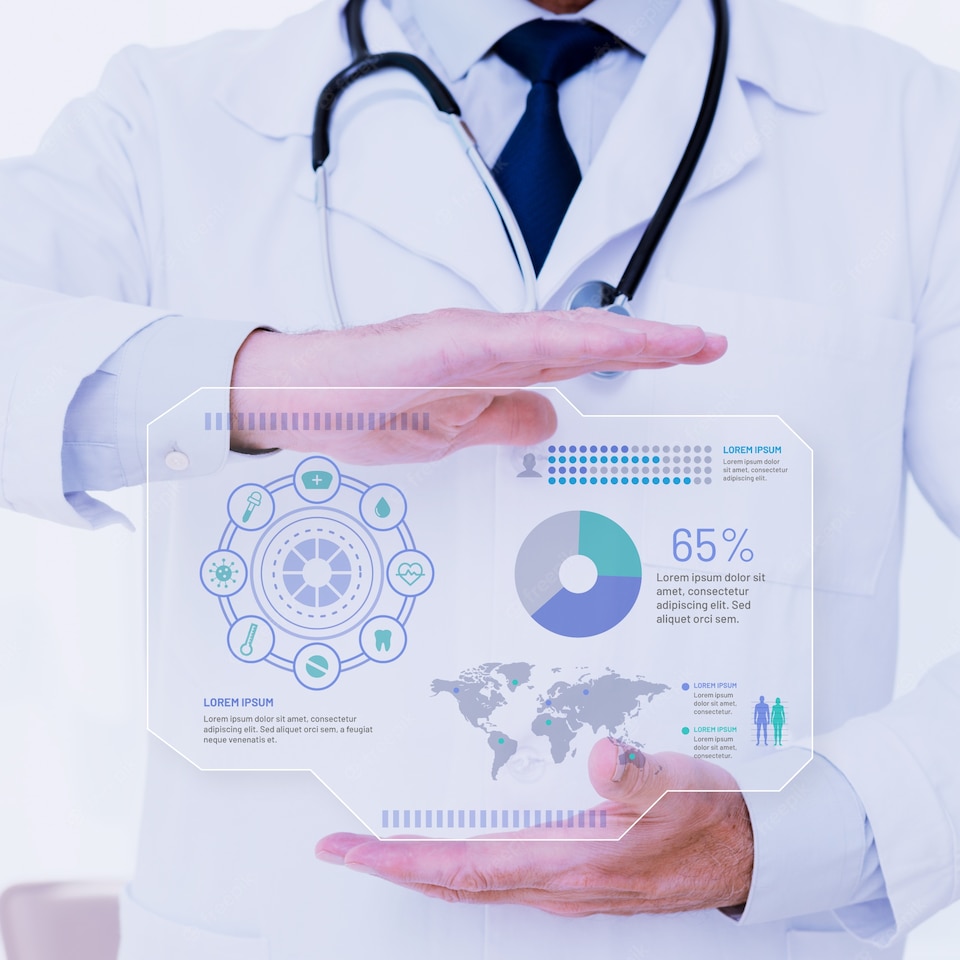 LOREM IPSUM
Lorem ipsum dolor
sit amet, consectetur
adipiscing elit.
65%
Lorem ipsum dolor sit
amet, consectetur
adipiscing elit. Sed
aliquet orci sem.
LOREM IPSUM
Lorem ipsum dolor sit amet, consectetur
adipiscing elit. Sed aliquet orci sem, a feugiat
neque venenatis et.
LOREM IPSUM
Lorem ipsum
dolor sit amet,
consectetur.
LOREM IPSUM
Lorem ipsum
dolor sit amet,
consectetur.